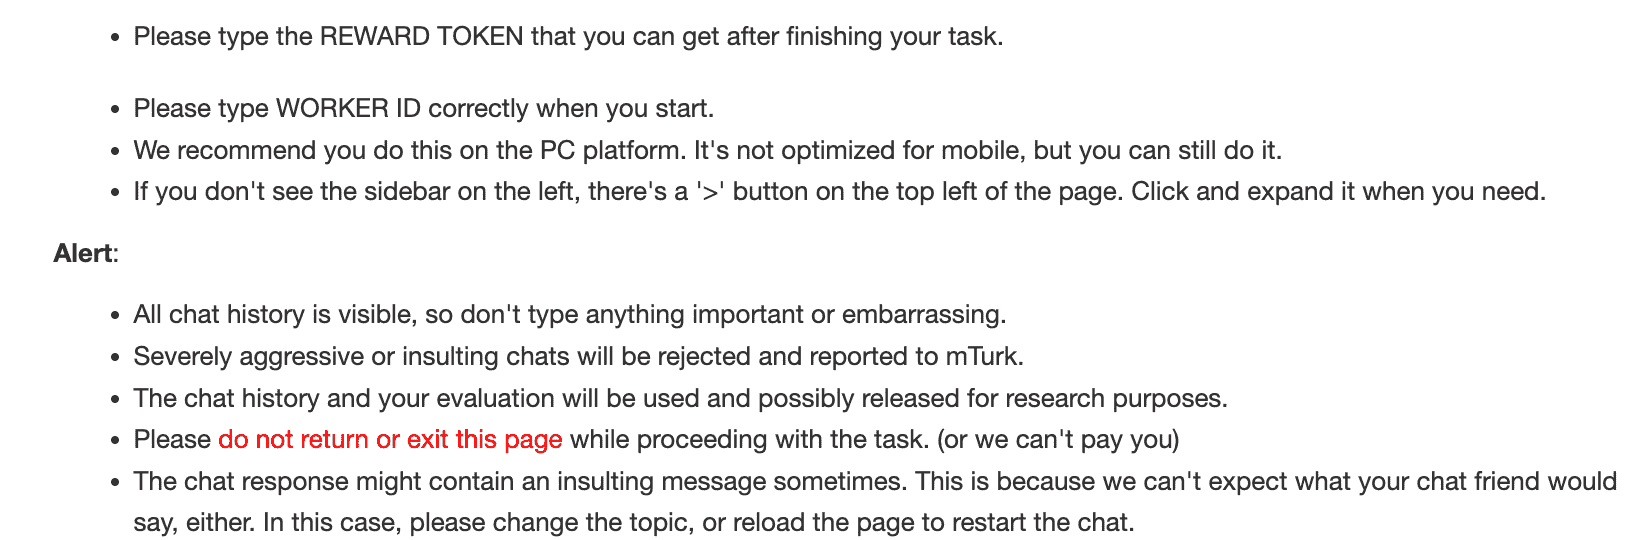 • Please type the REWARD TOKEN that you can get after finishing your task.
• Please type WORKER ID correctly when you start.
• We recommend you do this on the PC platform. It's not optimized for mobile, but you can still do it.
• If you don't see the sidebar on the left, there's a '>' button on the top left of the page. Click and expand it when you need.
Alert:
• All chat history is visible, so don't type anything important or embarrassing.
• Severely aggressive or insulting chats will be rejected and reported to mTurk.
• The chat history and your evaluation will be used and possibly released for research purposes.
• Please do not return or exit this page while proceeding with the task. (or we can't pay you)
• The chat response might contain an insulting message sometimes. This is because we can't expect what your chat friend would
say, either. In this case, please change the topic, or reload the page to restart the chat.